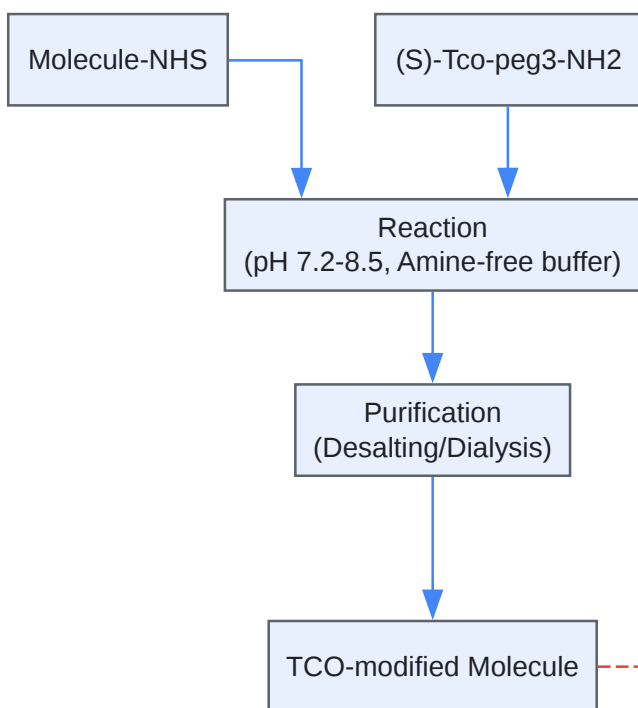 Molecule-NHS
(S)-Tco-peg3-NH2
Reaction
(pH 7.2-8.5, Amine-free buffer)
Purification
(Desalting/Dialysis)
TCO-modified Molecule